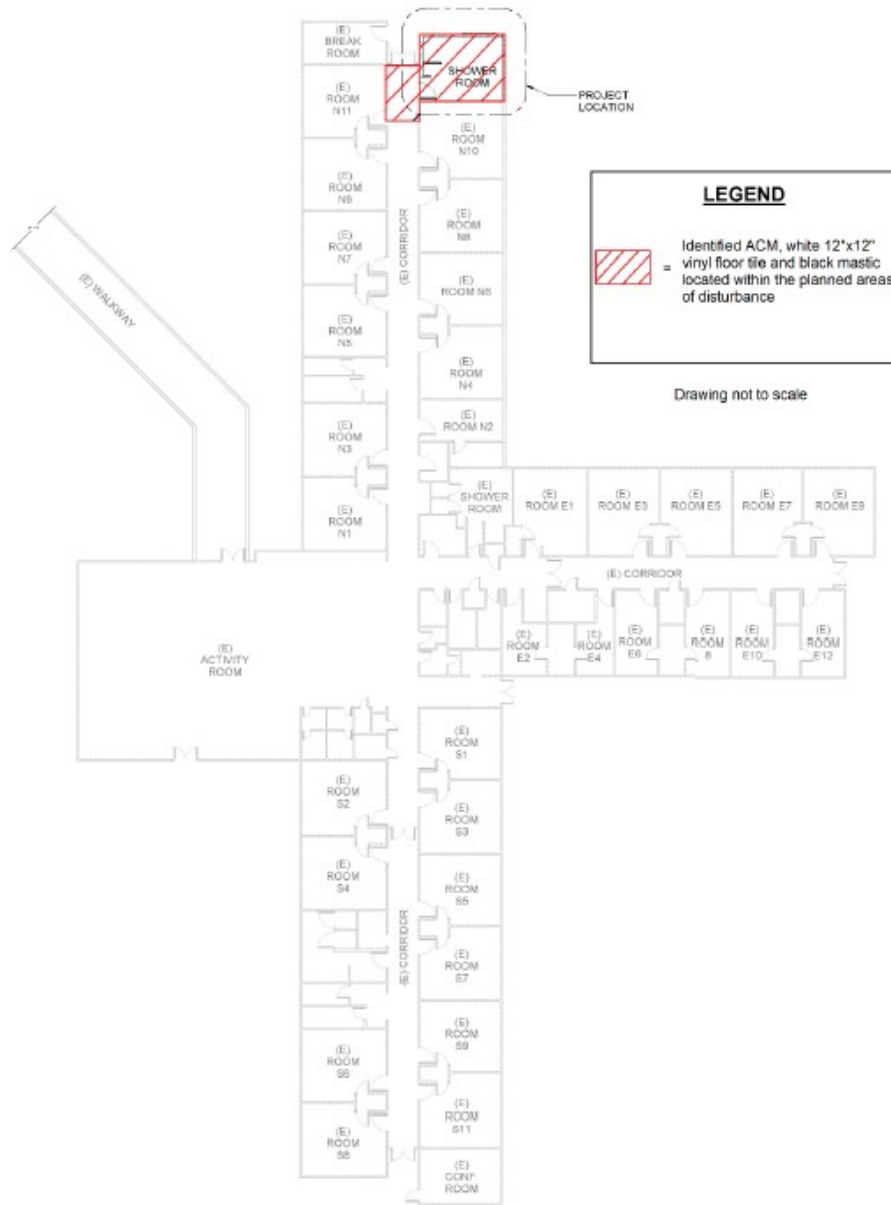 (E)
BREAK
ROOM
SHOWER
ROOM
PROJECT
LOCATION
(E)
ROOM
N11
(E)
ROOM
N10
(E)
ROOM
N9
(E)
ROOM
N8
(E) CORRIDOR
LEGEND
Identified ACM, white 12"x12"
= vinyl floor tile and black mastic
located within the planned areas
of disturbance
Drawing not to scale
(E) WALKWAY
(E)
ROOM
N7
(E)
ROOM N6
(E)
ROOM
N5
(E)
ROOM
N4
(E)
ROOM
N3
(E)
ROOM N2
(E)
ROOM
N1
(E)
SHOWER
ROOM
(E)
ROOM E1
(E)
ROOM E3
(E)
ROOM E5
(E)
ROOM E7
(E)
ROOM E9
(E) CORRIDOR
(E)
ACTIVITY
ROOM
(E)
ROOM
E2
(E)
ROOM
E4
(E)
ROOM
E6
(E)
ROOM
8
(E)
ROOM
E10
(E)
ROOM
E12
(E)
ROOM
S1
(E)
ROOM
S2
(E)
ROOM
S3
(E)
ROOM
S4
(E)
ROOM
S5
(E) CORRIDOR
(E)
ROOM
S7
(E)
ROOM
S9
(E)
ROOM
S6
(E)
ROOM
S11
(E)
ROOM
S8
(E)
CONF.
ROOM